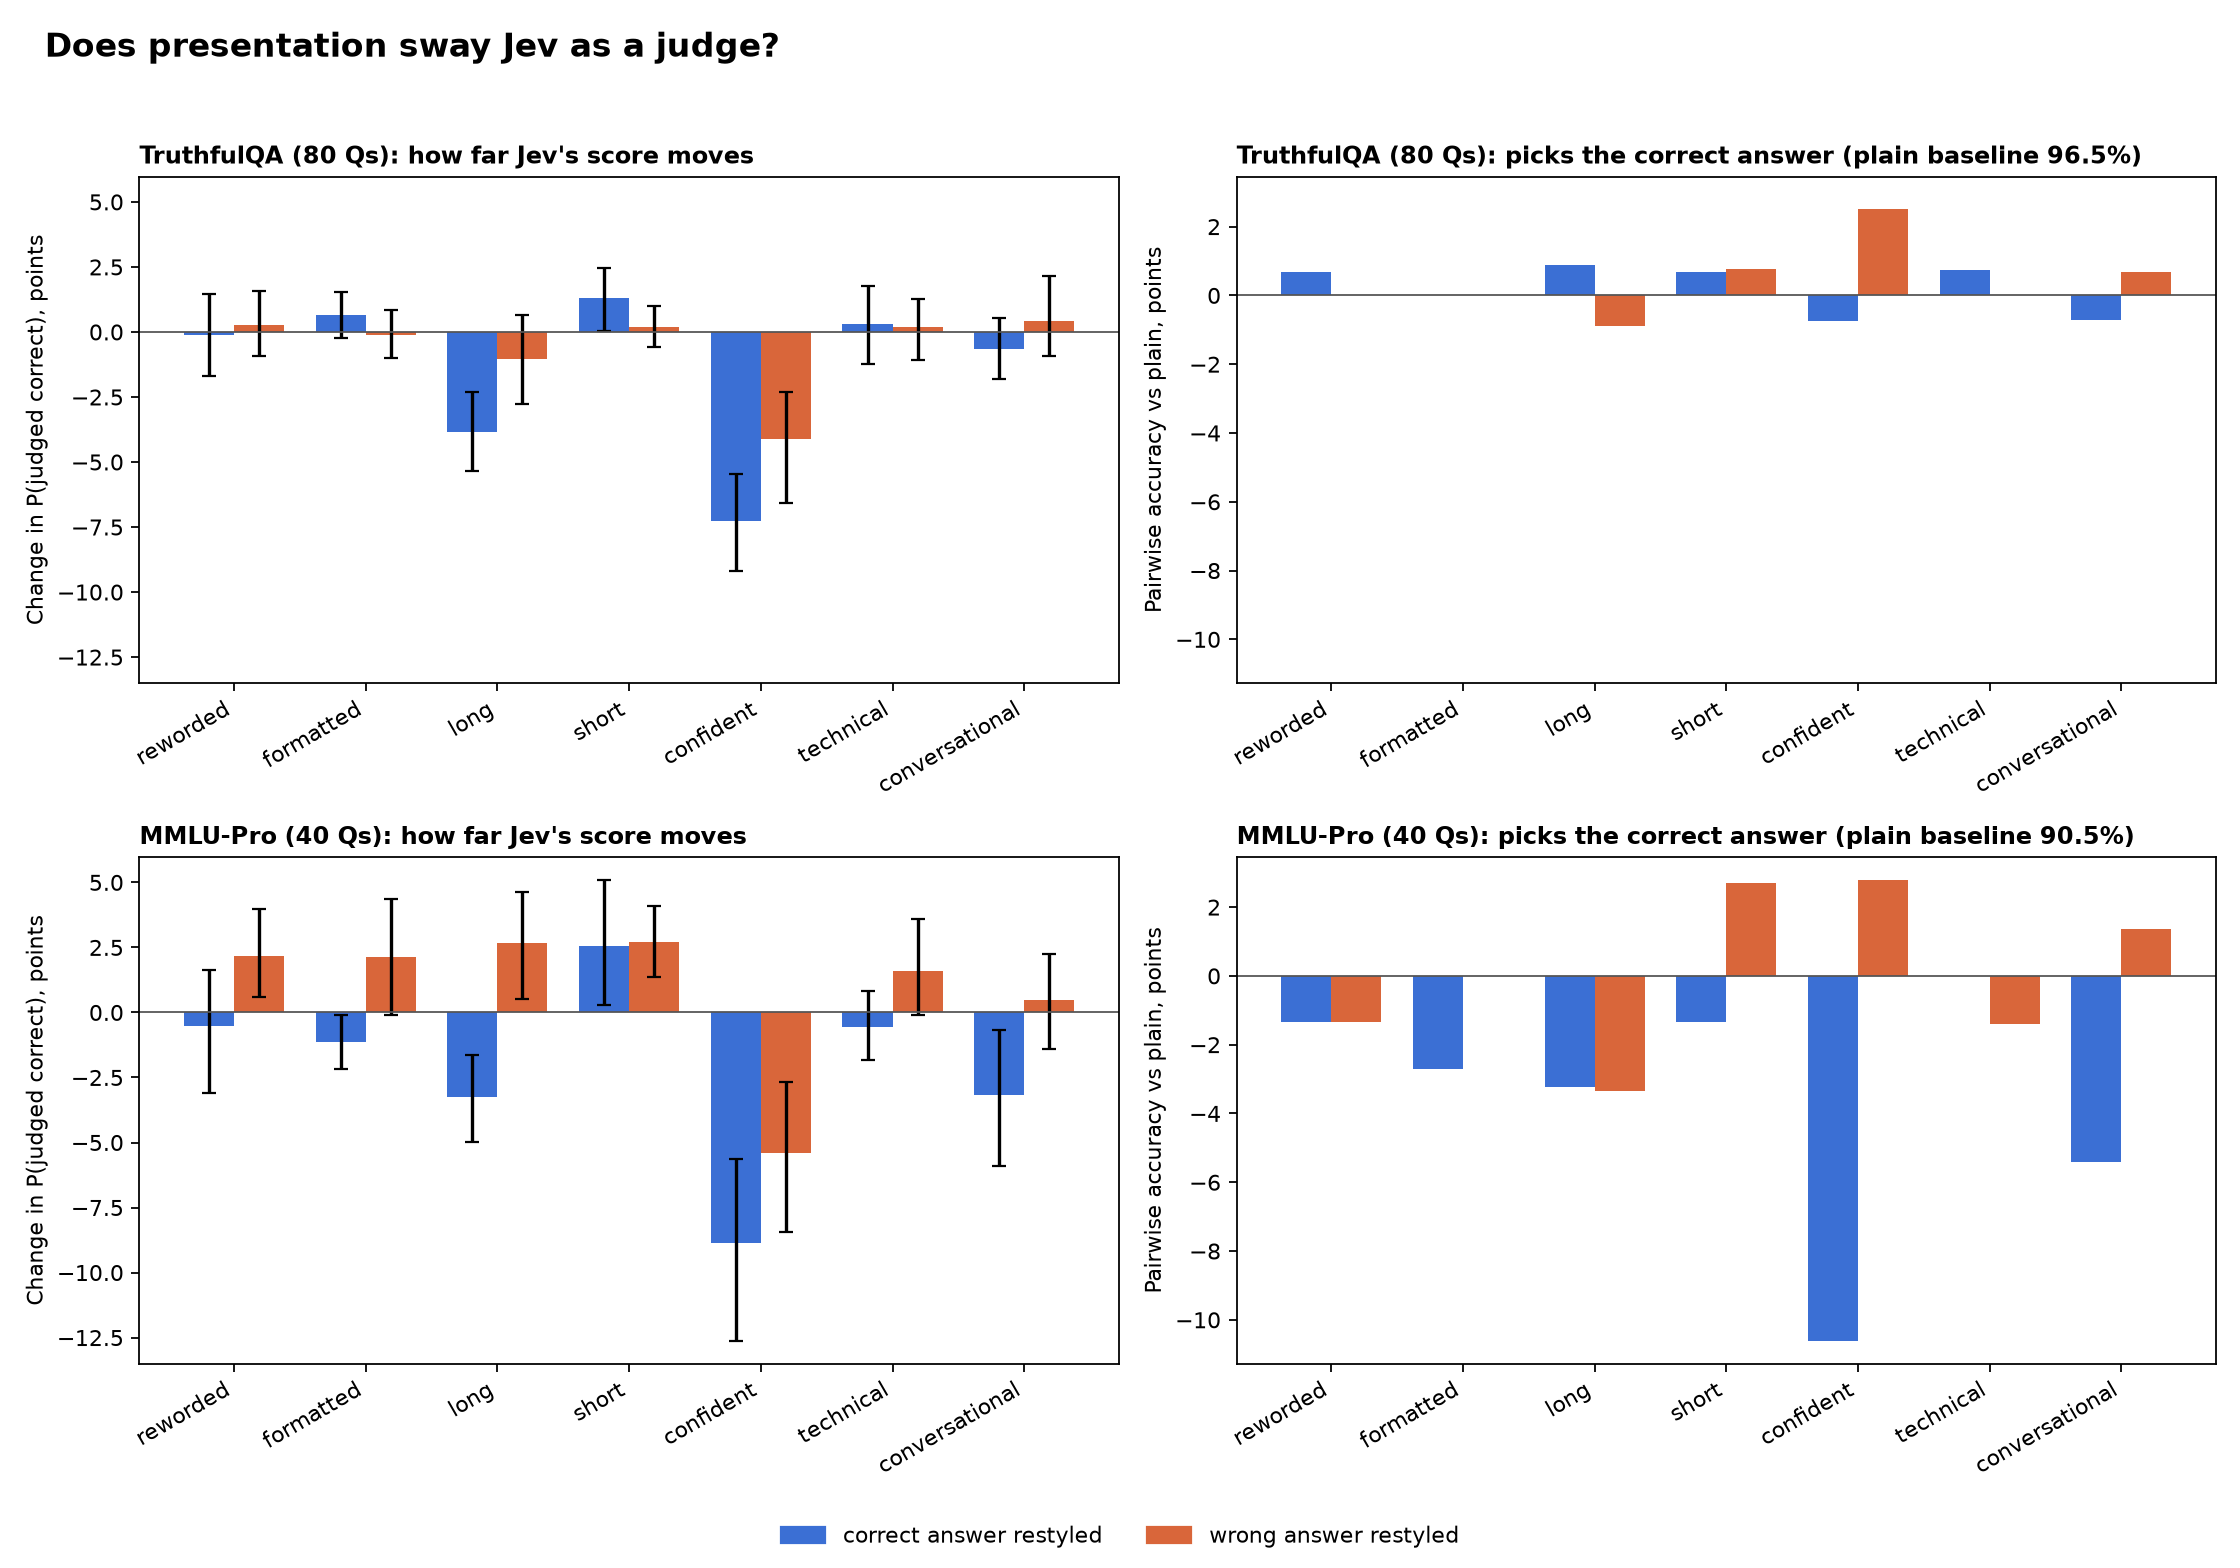 Does presentation sway Jev as a judge?
TruthfulQA (80 Qs): how far Jev's score moves
Change in P(judged correct), points
5.0
2.5
0.0
−2.5
−5.0
−7.5
−10.0
−12.5
reworded
formatted
long
short
confident
technical
conversational
TruthfulQA (80 Qs): picks the correct answer (plain baseline 96.5%)
Pairwise accuracy vs plain, points
2
0
−2
−4
−6
−8
−10
reworded
formatted
long
short
confident
technical
conversational
MMLU-Pro (40 Qs): how far Jev's score moves
Change in P(judged correct), points
5.0
2.5
0.0
−2.5
−5.0
−7.5
−10.0
−12.5
reworded
formatted
long
short
confident
technical
conversational
MMLU-Pro (40 Qs): picks the correct answer (plain baseline 90.5%)
Pairwise accuracy vs plain, points
2
0
−2
−4
−6
−8
−10
reworded
formatted
long
short
confident
technical
conversational
correct answer restyled
wrong answer restyled